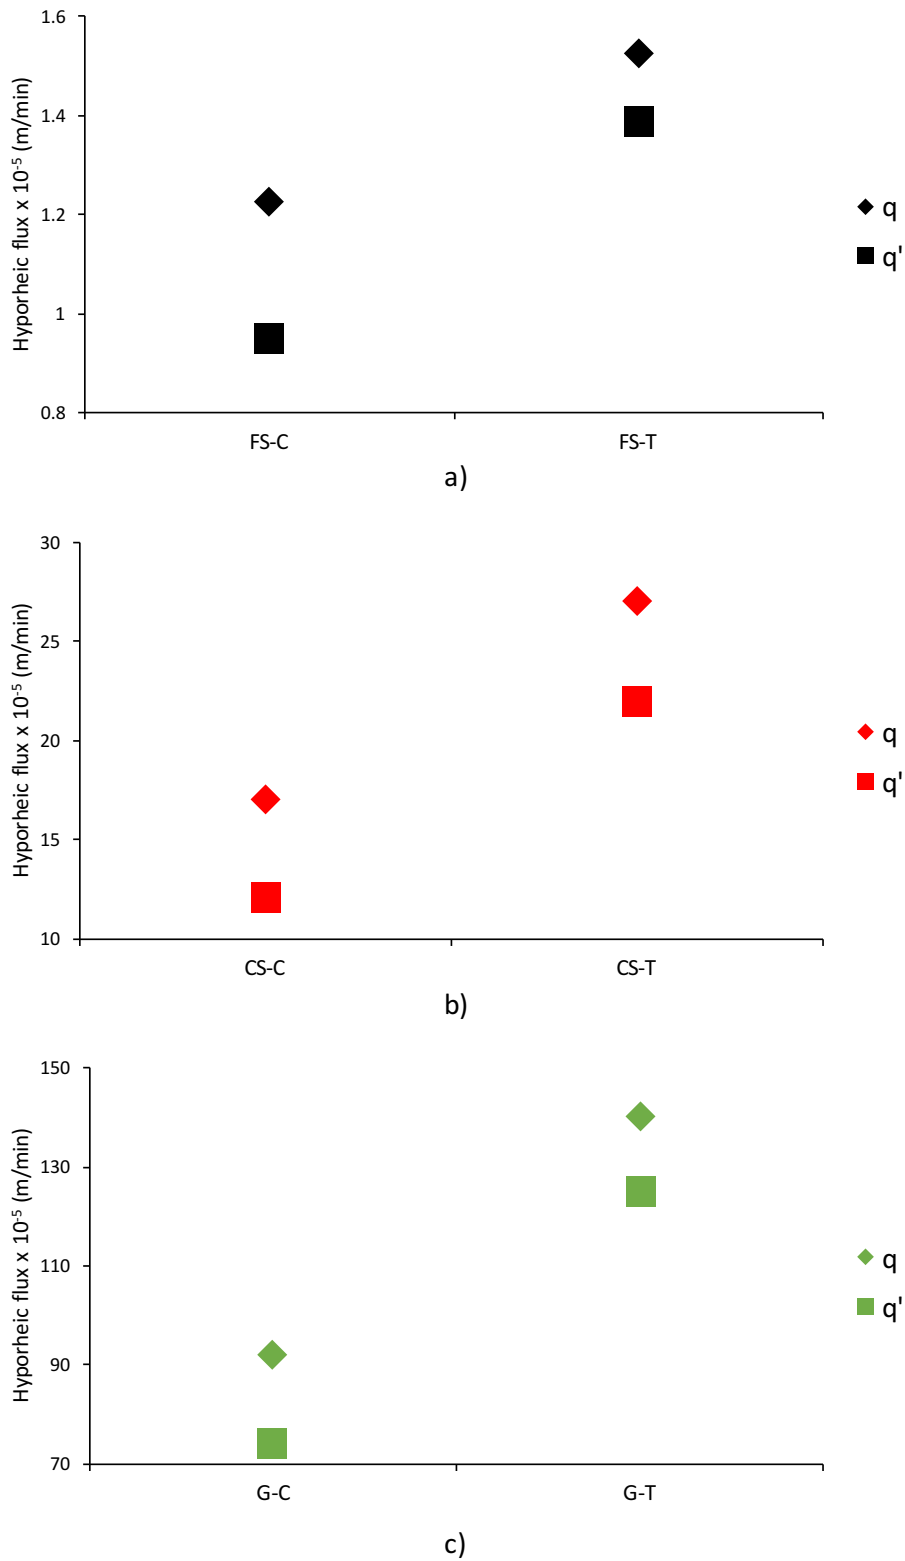 Hyporheic flux x 10⁻⁵ (m/min)
1.6
1.4
1.2
1
0.8
FS-C
FS-T
q
q'
a)
Hyporheic flux x 10⁻⁵ (m/min)
30
25
20
15
10
CS-C
CS-T
q
q'
b)
Hyporheic flux x 10⁻⁵ (m/min)
150
130
110
90
70
G-C
G-T
q
q'
c)